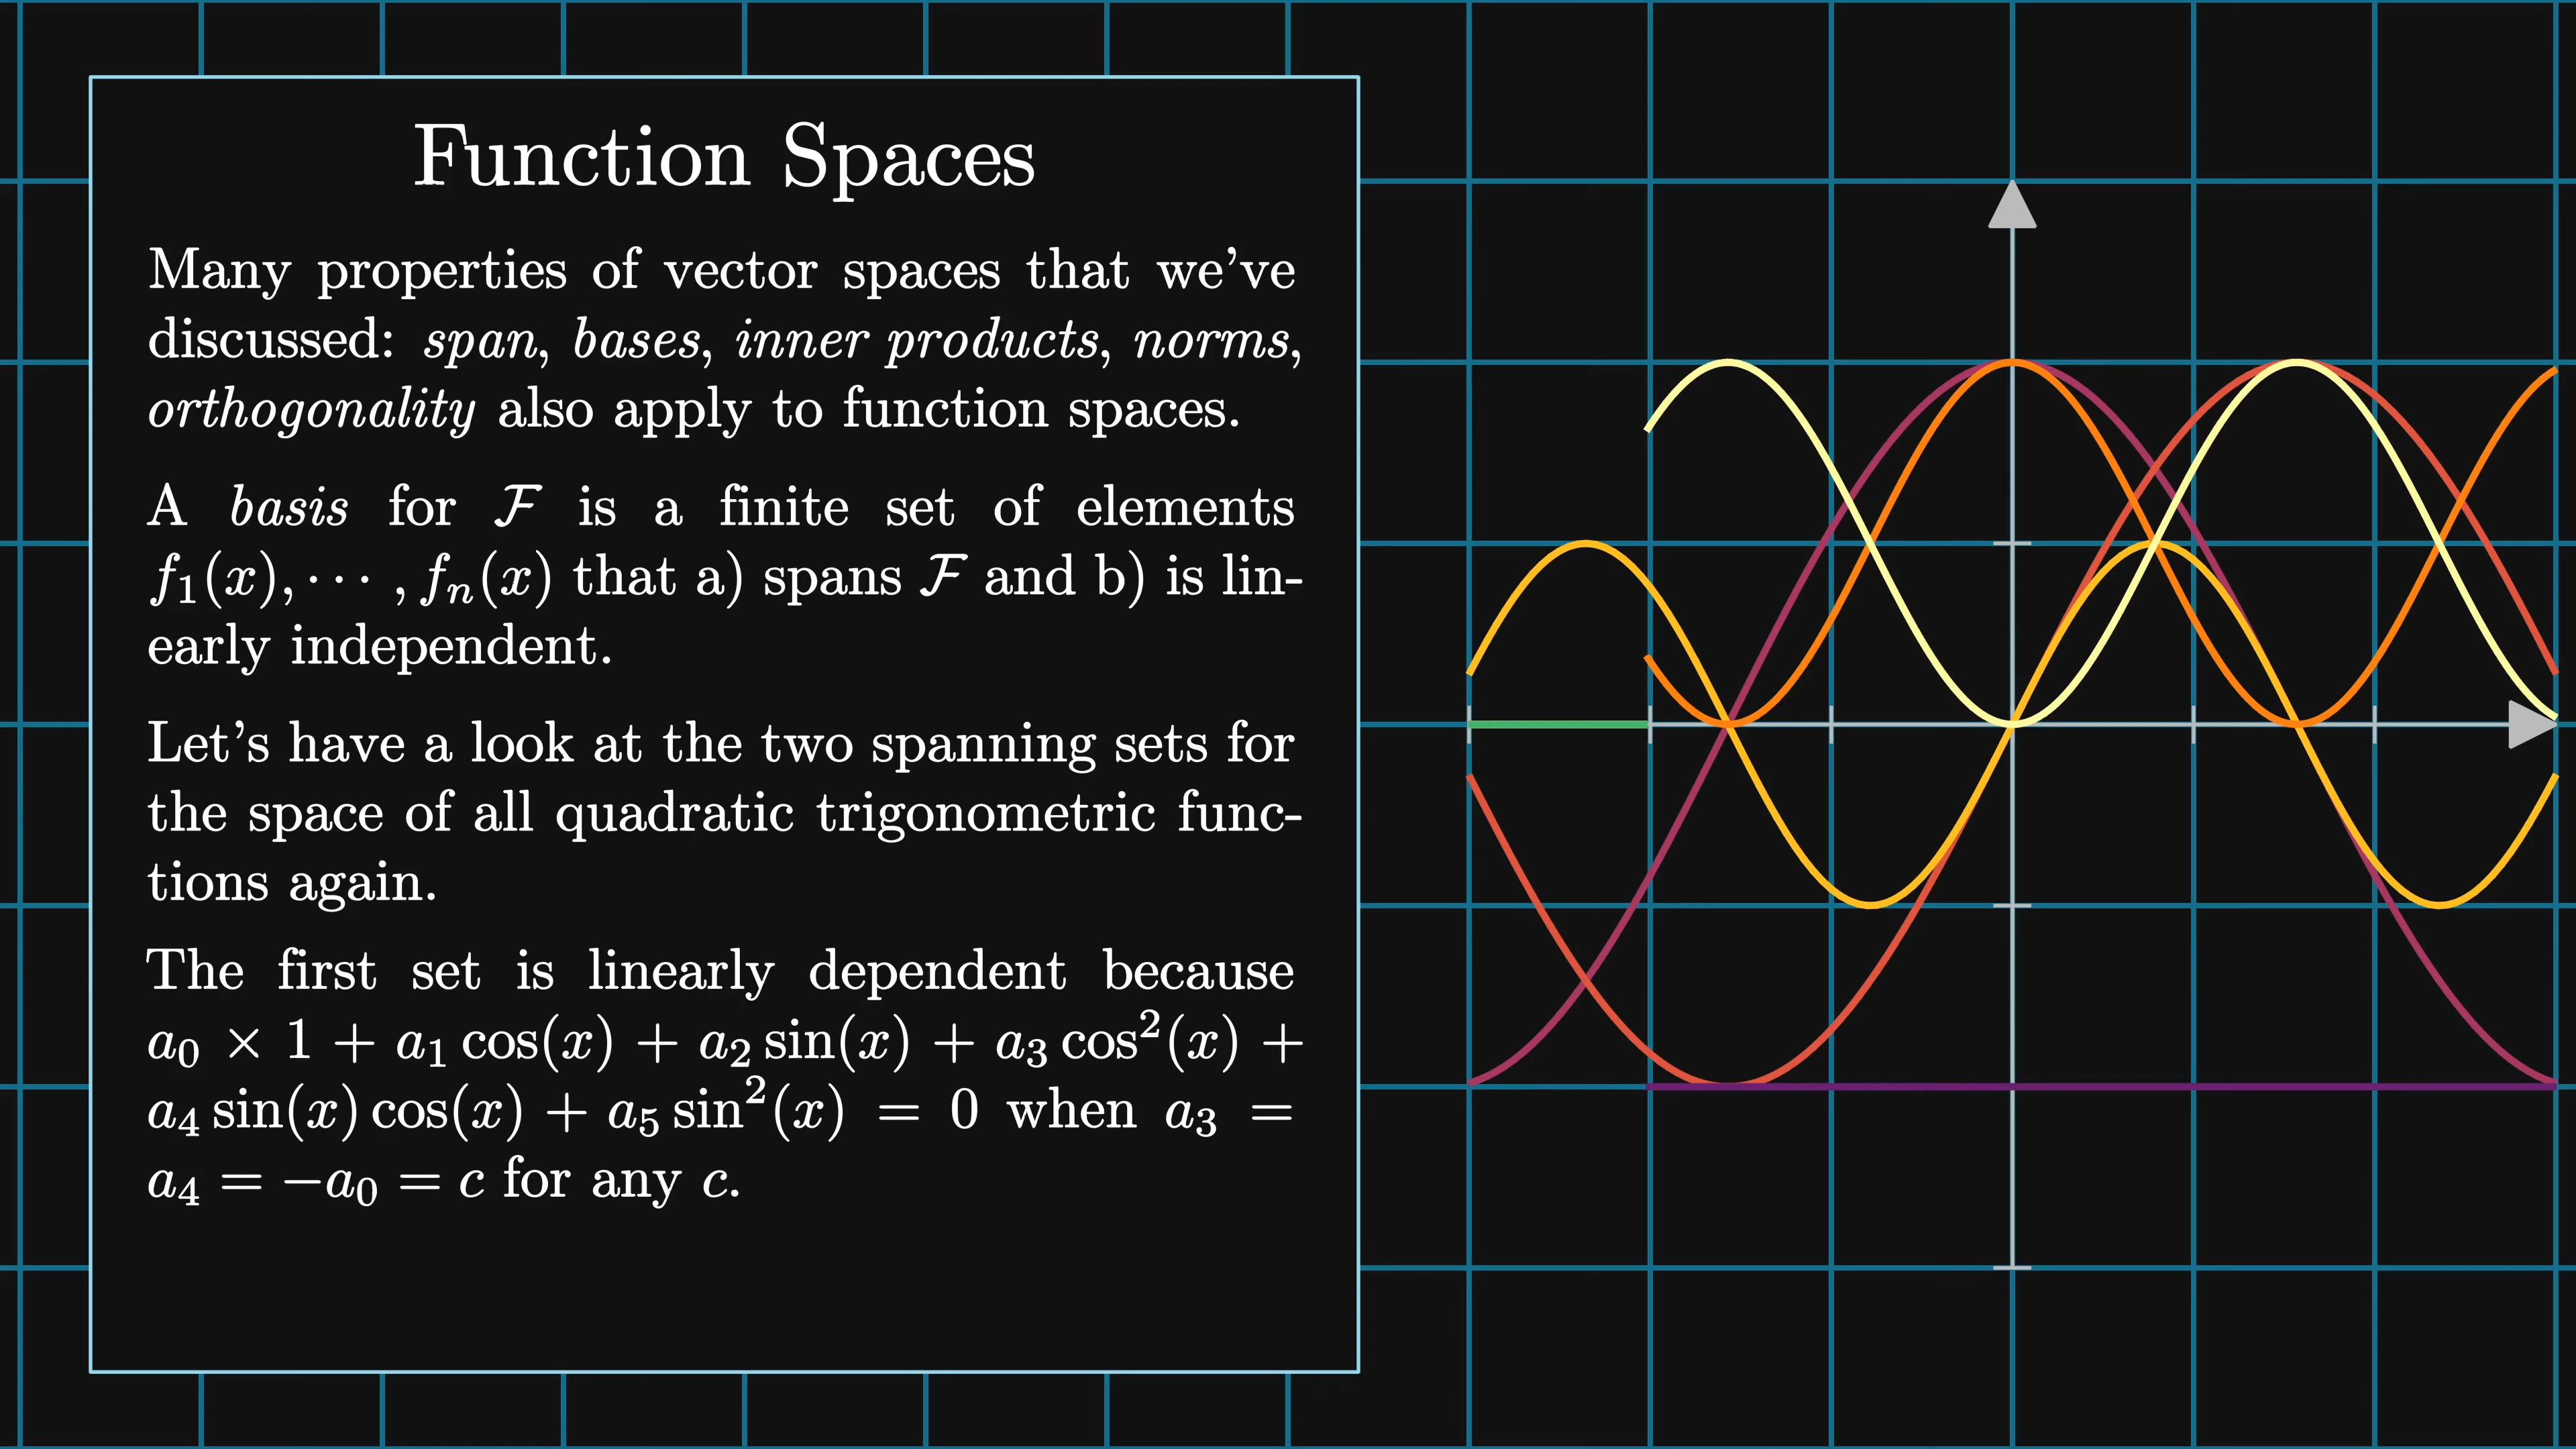 Function Spaces
Many properties of vector spaces that we've
discussed: span, bases, inner products, norms,
orthogonality also apply to function spaces.
A basis for ℱ is a finite set of elements
f₁(x), ⋯ , fₙ(x) that a) spans ℱ and b) is lin-
early independent.
Let's have a look at the two spanning sets for
the space of all quadratic trigonometric func-
tions again.
The first set is linearly dependent because
a₀ × 1 + a₁ cos(x) + a₂ sin(x) + a₃ cos²(x) +
a₄ sin(x) cos(x) + a₅ sin²(x) = 0 when a₃ =
a₄ = −a₀ = c for any c.